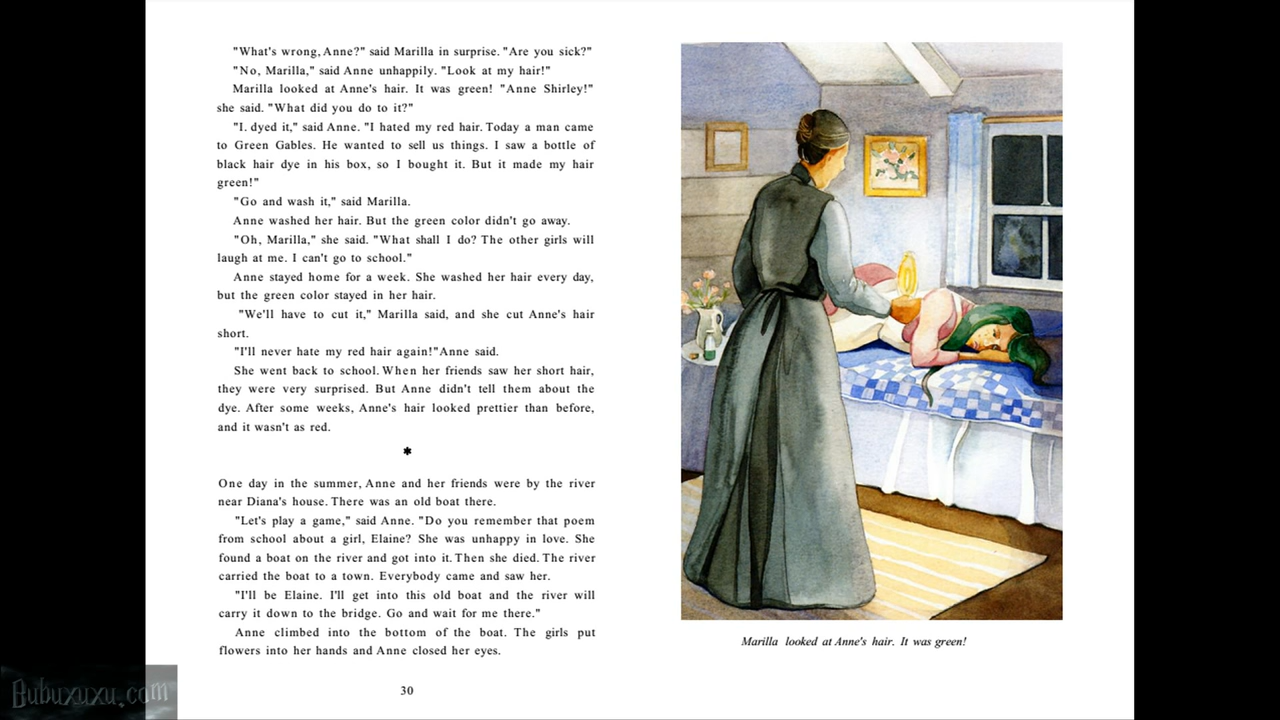 "What's wrong, Anne?" said Marilla in surprise. "Are you sick?"
"No, Marilla," said Anne unhappily. "Look at my hair!"
Marilla looked at Anne's hair. It was green! "Anne Shirley!"
she said. "What did you do to it?"
"I. dyed it," said Anne. "I hated my red hair. Today a man came
to Green Gables. He wanted to sell us things. I saw a bottle of
black hair dye in his box, so I bought it. But it made my hair
green!"
"Go and wash it," said Marilla.
Anne washed her hair. But the green color didn't go away.
"Oh, Marilla," she said. "What shall I do? The other girls will
laugh at me. I can't go to school."
Anne stayed home for a week. She washed her hair every day,
but the green color stayed in her hair.
"We'll have to cut it," Marilla said, and she cut Anne's hair
short.
"I'll never hate my red hair again!"Anne said.
She went back to school. When her friends saw her short hair,
they were very surprised. But Anne didn't tell them about the
dye. After some weeks, Anne's hair looked prettier than before,
and it wasn't as red.
*
One day in the summer, Anne and her friends were by the river
near Diana's house. There was an old boat there.
"Let's play a game," said Anne. "Do you remember that poem
from school about a girl, Elaine? She was unhappy in love. She
found a boat on the river and got into it. Then she died. The river
carried the boat to a town. Everybody came and saw her.
"I'll be Elaine. I'll get into this old boat and the river will
carry it down to the bridge. Go and wait for me there."
Anne climbed into the bottom of the boat. The girls put
flowers into her hands and Anne closed her eyes.
30
Marilla looked at Anne's hair. It was green!
Bubuxuxu.com